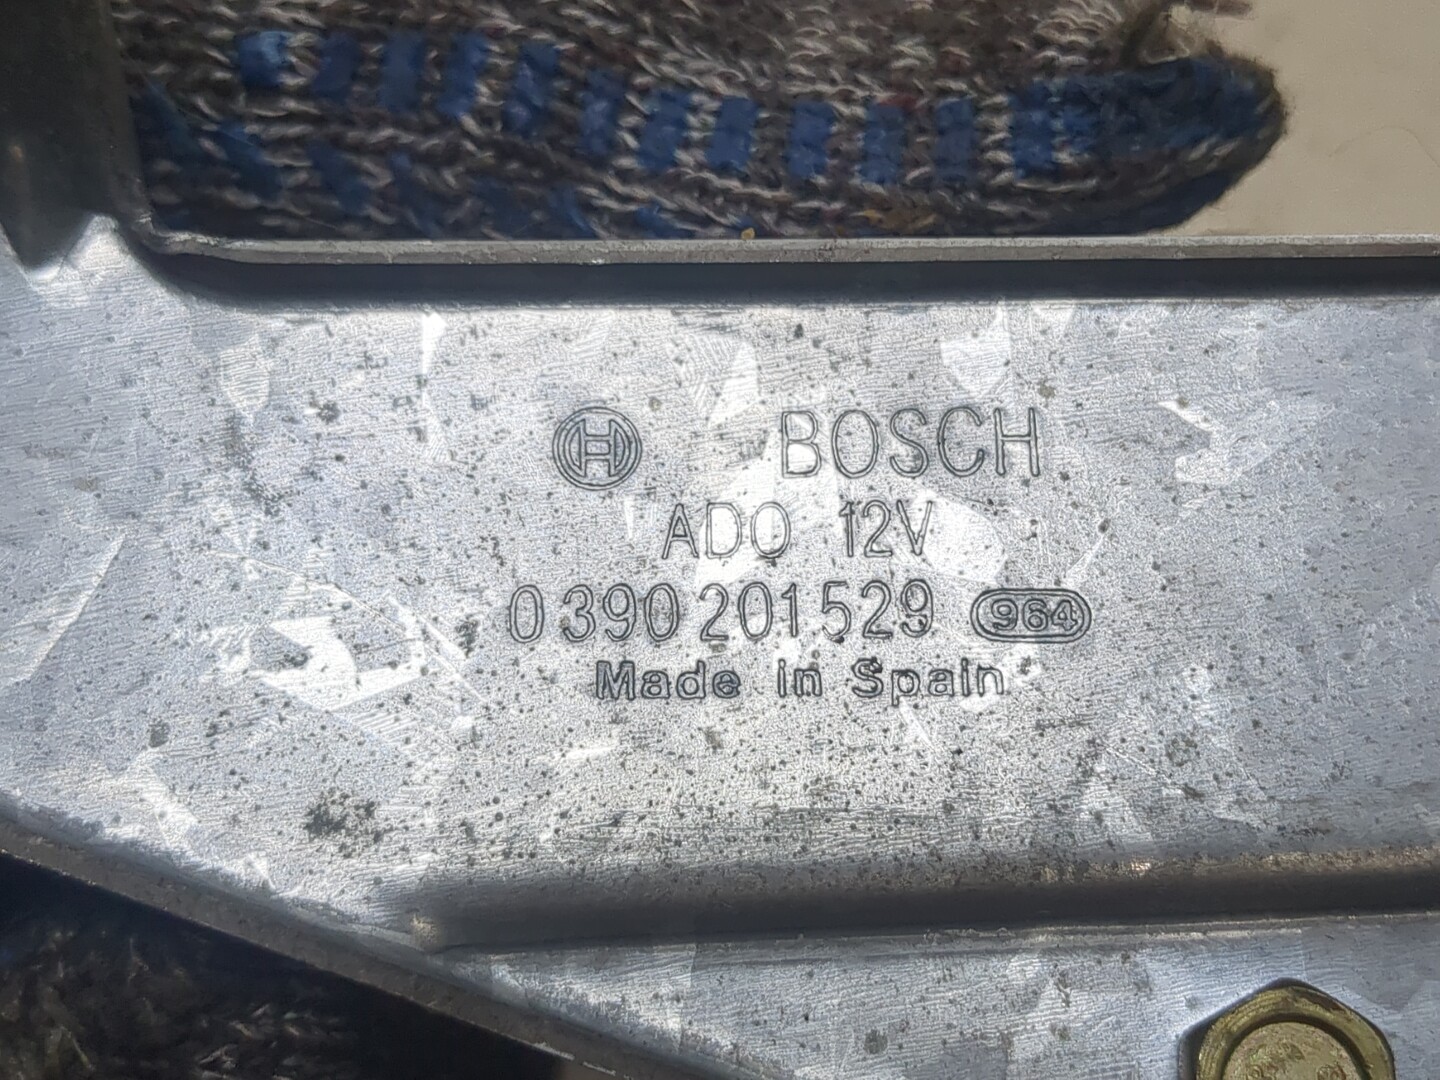 BOSCH
ADO 12V
0 390 201 529 964
Made in Spain